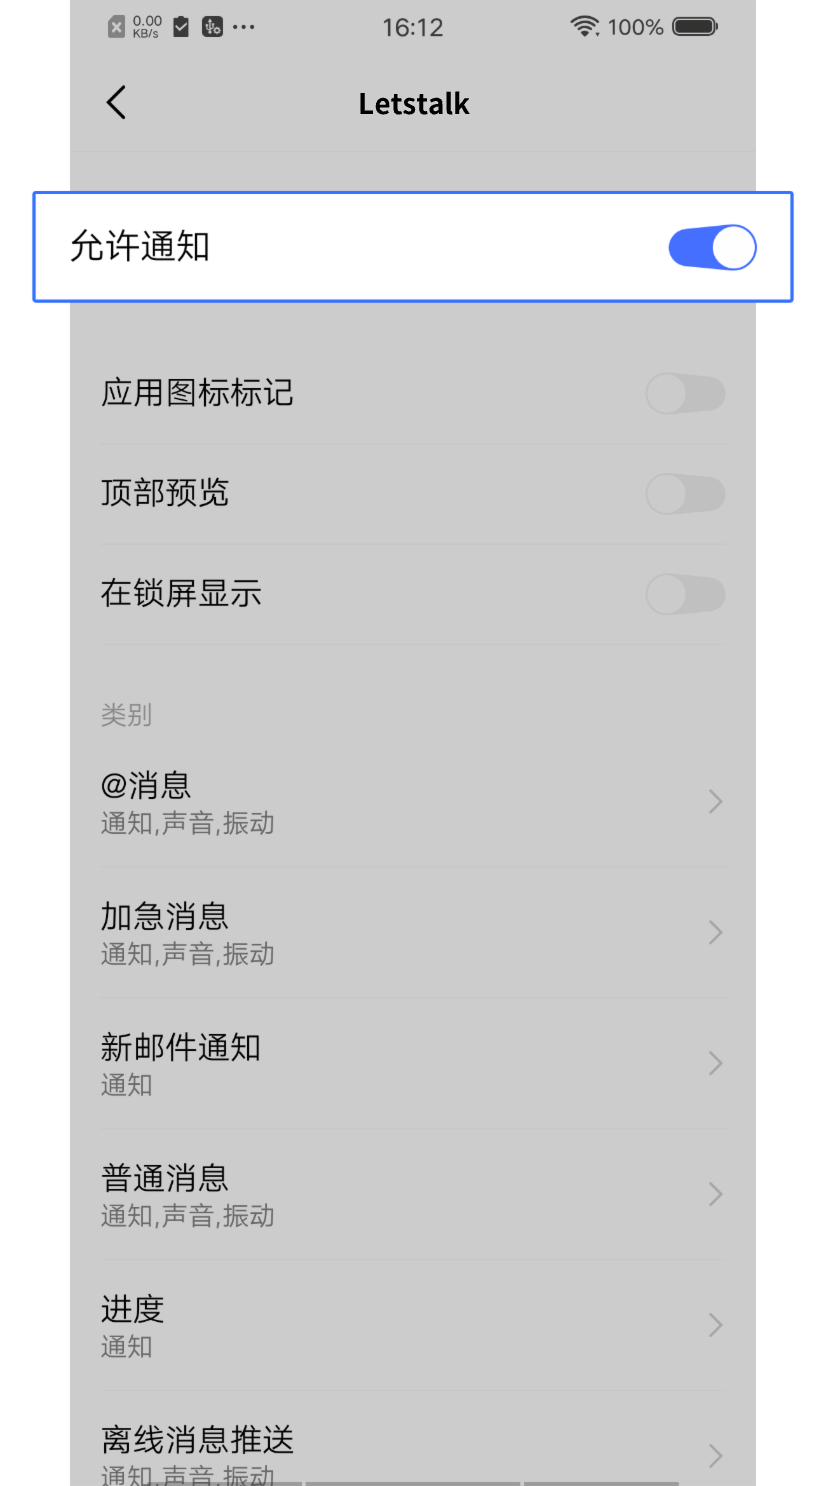 0.00
KB/s
16:12
100%
Letstalk
允许通知
应用图标标记
顶部预览
在锁屏显示
类别
@消息
通知,声音,振动
加急消息
通知,声音,振动
新邮件通知
通知
普通消息
通知,声音,振动
进度
通知
离线消息推送
通知,声音,振动